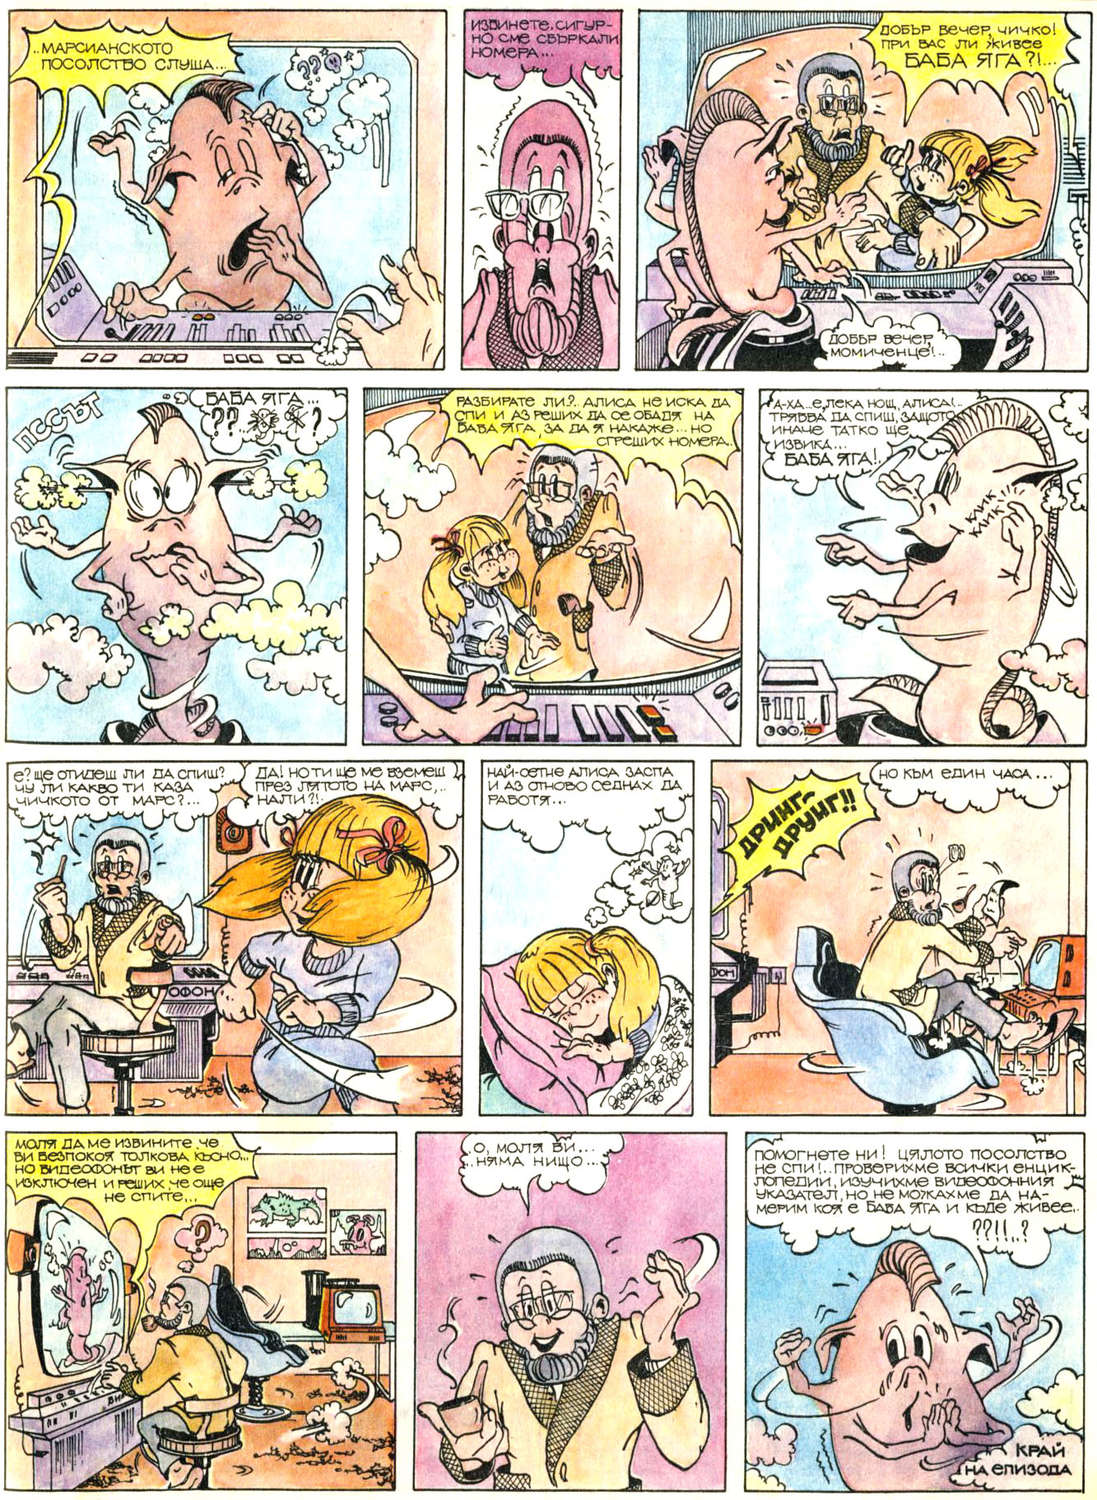 ..МАРСИАНСКОТО
ПОСОЛСТВО СЛУША...
ИЗВИНЕТЕ, СИГУР-
НО СМЕ СБЪРКАЛИ
НОМЕРА...
ДОБЪР ВЕЧЕР, ЧИЧКО!
ПРИ ВАС ЛИ ЖИВЕЕ
БАБА ЯГА?!...
ДОБЪР ВЕЧЕР,
МОМИЧЕНЦЕ!..
ПССЪТ
БАБА ЯГА...
?? ?
РАЗБИРАТЕ ЛИ?.. АЛИСА НЕ ИСКА ДА
СПИ И АЗ РЕШИХ ДА СЕ ОБАДЯ НА
БАБА ЯГА, ЗА ДА Я НАКАЖЕ... НО
СГРЕШИХ НОМЕРА..
А-ХА... Е, ЛЕКА НОЩ, АЛИСА!..
ТРЯБВА ДА СПИШ, ЗАЩОТО
ИНАЧЕ ТАТКО ЩЕ
ИЗВИКА...
БАБА ЯГА!..
КЛИК
КЛИК
Е? ЩЕ ОТИДЕШ ЛИ ДА СПИШ?
ЧУ ЛИ КАКВО ТИ КАЗА
ЧИЧКОТО ОТ МАРС?...
ДА! НО ТИ ЩЕ МЕ ВЗЕМЕШ
ПРЕЗ ЛЯТОТО НА МАРС,..
НАЛИ?!
ОФОН
НАЙ-СЕТНЕ АЛИСА ЗАСПА
И АЗ ОТНОВО СЕДНАХ ДА
РАБОТЯ...
НО КЪМ ЕДИН ЧАСА...
ДРИНГ-
ДРУНГ!!
ФОН
МОЛЯ ДА МЕ ИЗВИНИТЕ, ЧЕ
ВИ БЕЗПОКОЯ ТОЛКОВА КЪСНО..
НО ВИДЕОФОНЪТ ВИ НЕ Е
ИЗКЛЮЧЕН И РЕШИХ, ЧЕ ОЩЕ
НЕ СПИТЕ...
?
О, МОЛЯ ВИ...
..НЯМА НИЩО...
ПОМОГНЕТЕ НИ! ЦЯЛОТО ПОСОЛСТВО
НЕ СПИ!.. ПРОВЕРИХМЕ ВСИЧКИ ЕНЦИК-
ЛОПЕДИИ, ИЗУЧИХМЕ ВИДЕОФОННИЯ
УКАЗАТЕЛ, НО НЕ МОЖАХМЕ ДА НА-
МЕРИМ КОЯ Е БАБА ЯГА И КЪДЕ ЖИВЕЕ..
??!!..?
КРАЙ
НА ЕПИЗОДА